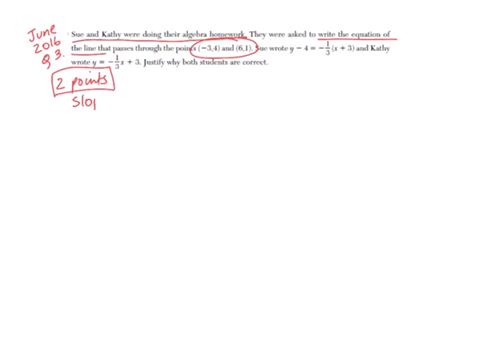 June
2016
Q 3.
Sue and Kathy were doing their algebra homework. They were asked to write the equation of
the line that passes through the points (−3,4) and (6,1). Sue wrote y − 4 = −1/3(x + 3) and Kathy
wrote y = −1/3x + 3. Justify why both students are correct.
2 points
Slop